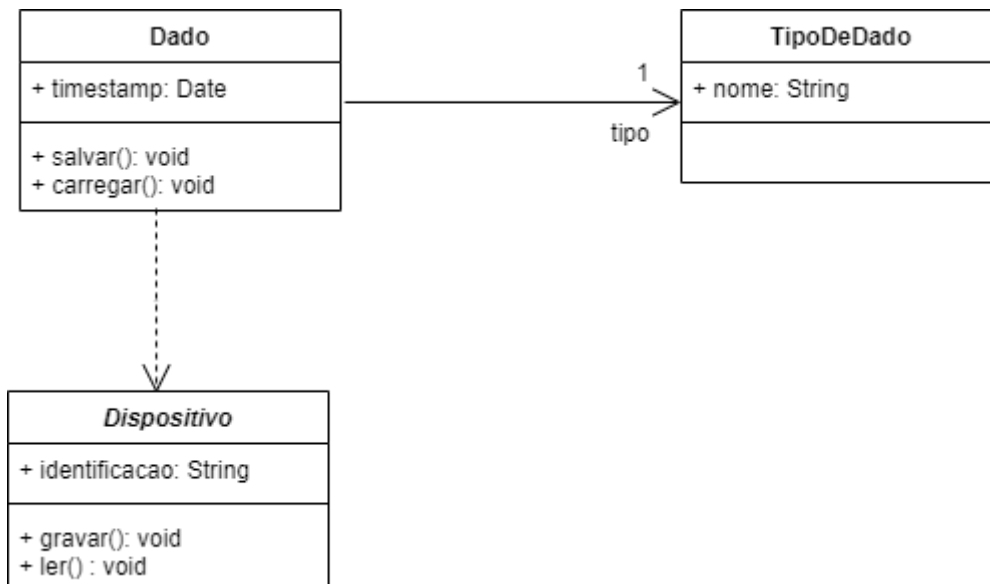 Dado
+ timestamp: Date
+ salvar(): void
+ carregar(): void
1
tipo
TipoDeDado
+ nome: String
Dispositivo
+ identificacao: String
+ gravar(): void
+ ler() : void